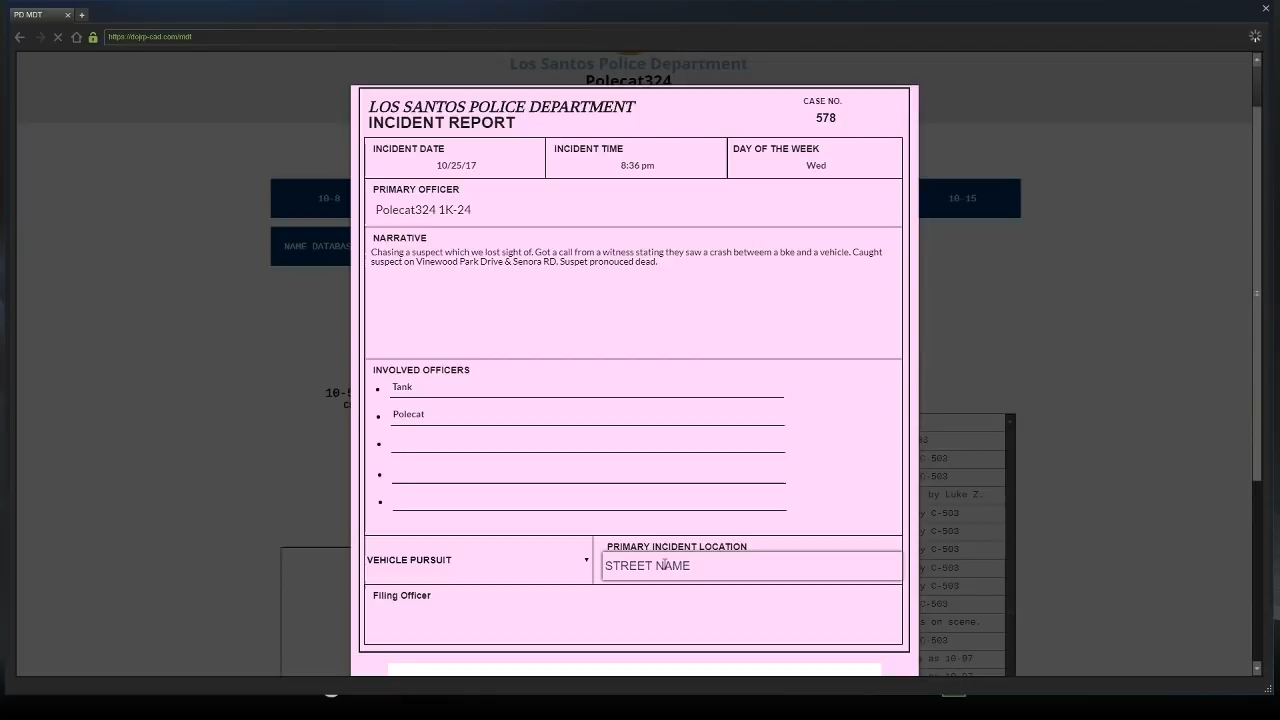 PD MDT
https://dojrp-cad.com/mdt
Los Santos Police Department
Polecat324
10-8
10-15
NAME DATABAS
LOS SANTOS POLICE DEPARTMENT
INCIDENT REPORT
CASE NO.
578
INCIDENT DATE
10/25/17
INCIDENT TIME
8:36 pm
DAY OF THE WEEK
Wed
PRIMARY OFFICER
Polecat324 1K-24
NARRATIVE
Chasing a suspect which we lost sight of. Got a call from a witness stating they saw a crash betweem a bke and a vehicle. Caught
suspect on Vinewood Park Drive & Senora RD. Suspet pronouced dead.
INVOLVED OFFICERS
Tank
Polecat
VEHICLE PURSUIT
PRIMARY INCIDENT LOCATION
STREET NAME
Filing Officer
10-5
C-503
C-503
by Luke Z.
y C-503
y C-503
y C-503
y C-503
y C-503
C-503
s on scene.
C-503
as 10-97